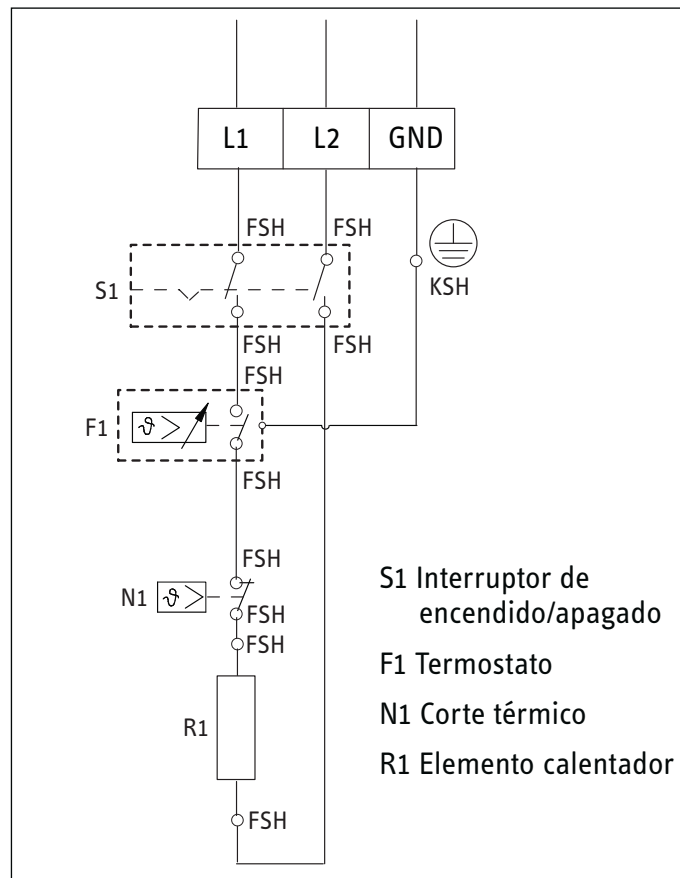 L1 L2 GND
FSH FSH
KSH
S1
FSH FSH
FSH
F1 ϑ
FSH
FSH
N1 ϑ
FSH
FSH
R1
FSH
S1 Interruptor de
encendido/apagado
F1 Termostato
N1 Corte térmico
R1 Elemento calentador